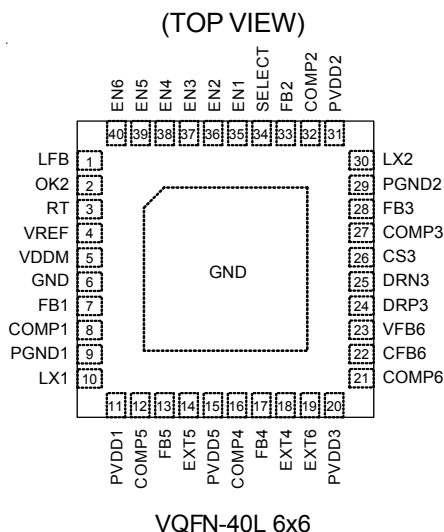 (TOP VIEW)
EN6
EN5
EN4
EN3
EN2
EN1
SELECT
FB2
COMP2
PVDD2
40
39
38
37
36
35
34
33
32
31
LFB 1
OK2 2
RT 3
VREF 4
VDDM 5
GND 6
FB1 7
COMP1 8
PGND1 9
LX1 10
GND
30 LX2
29 PGND2
28 FB3
27 COMP3
26 CS3
25 DRN3
24 DRP3
23 VFB6
22 CFB6
21 COMP6
11
12
13
14
15
16
17
18
19
20
PVDD1
COMP5
FB5
EXT5
PVDD5
COMP4
FB4
EXT4
EXT6
PVDD3
VQFN-40L 6x6